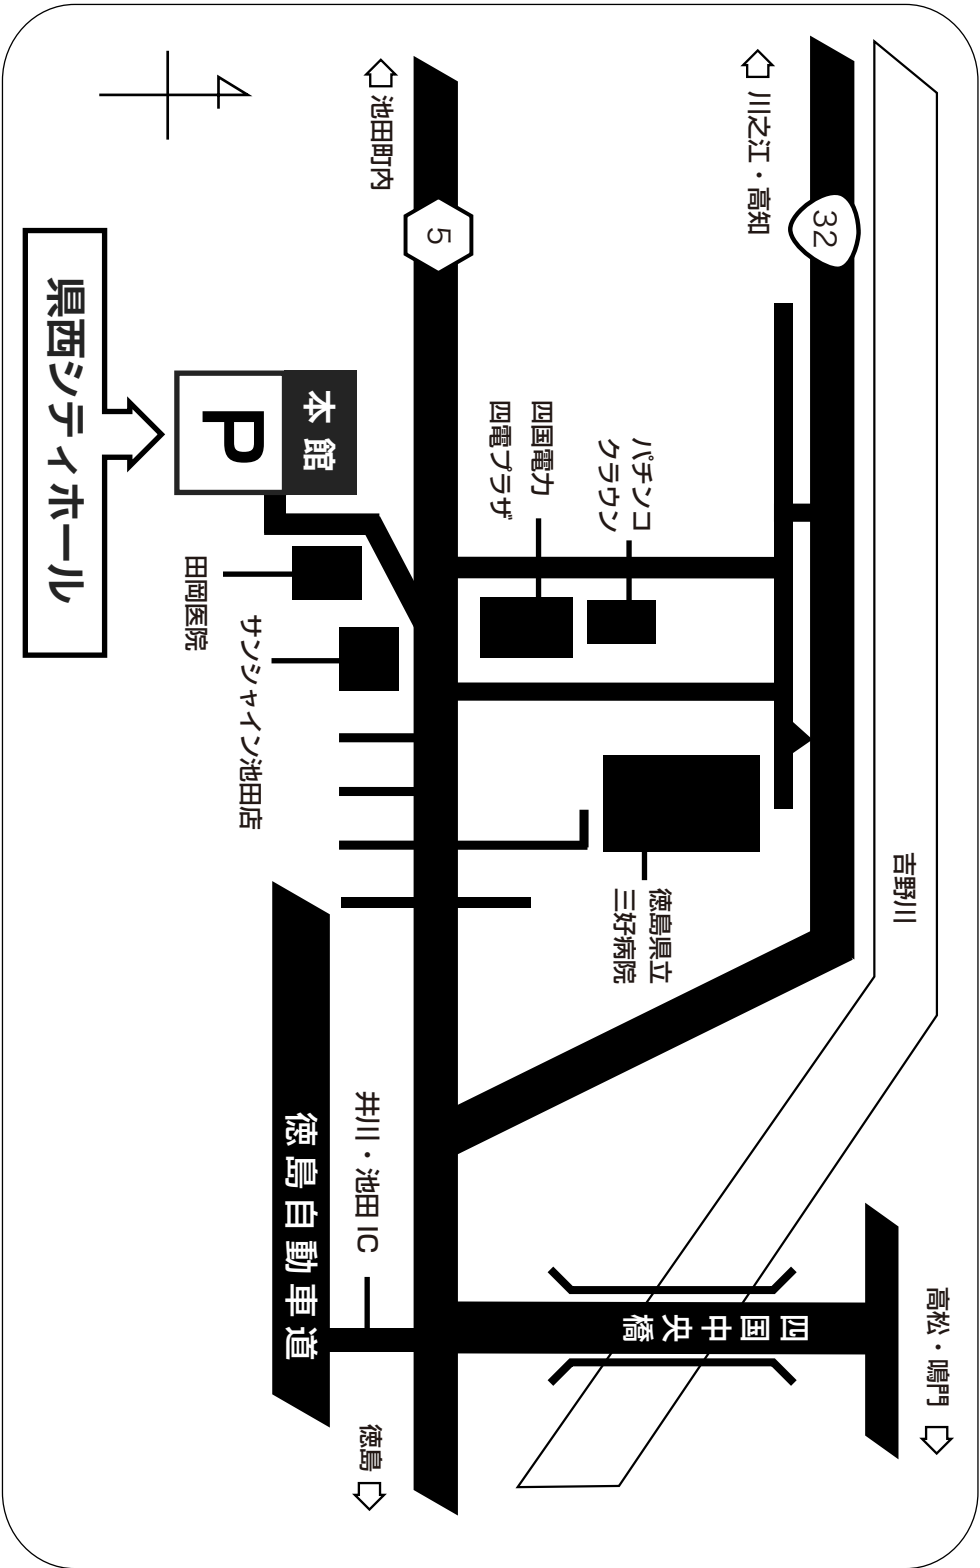 吉野川
高松・鳴門
川之江・高知
32
四国中央橋
パチンコ
クラウン
徳島県立
三好病院
四国電力
四電プラザ
池田町内
5
井川・池田 IC
徳島
本館
P
徳島自動車道
サンシャイン池田店
田岡医院
県西シティホール